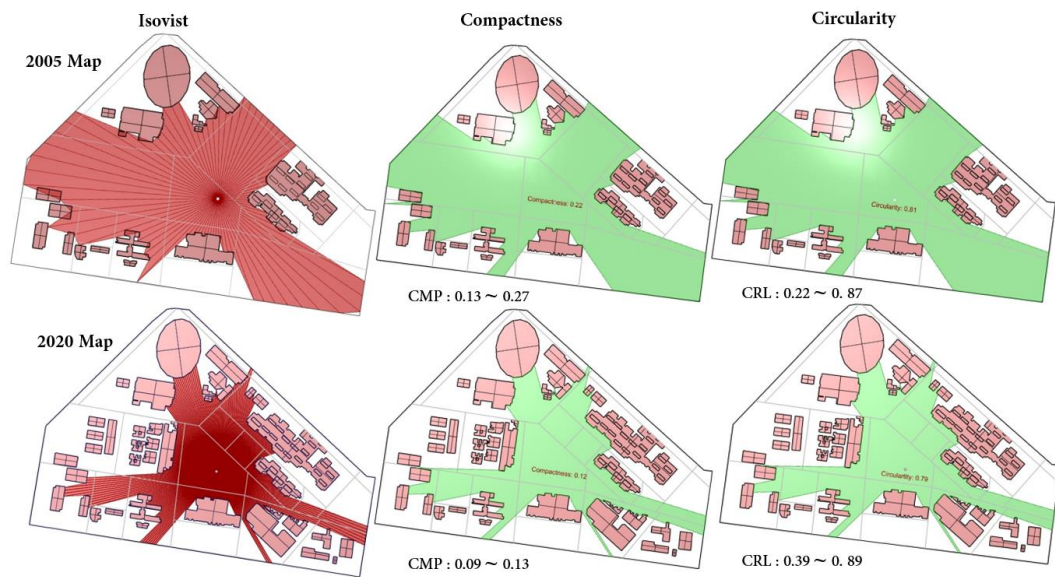 Isovist
Compactness
Circularity
2005 Map
Compactness: 0.22
Circularity: 0.81
CMP : 0.13 ~ 0.27
CRL : 0.22 ~ 0. 87
2020 Map
Compactness: 0.12
Circularity: 0.79
CMP : 0.09 ~ 0.13
CRL : 0.39 ~ 0. 89